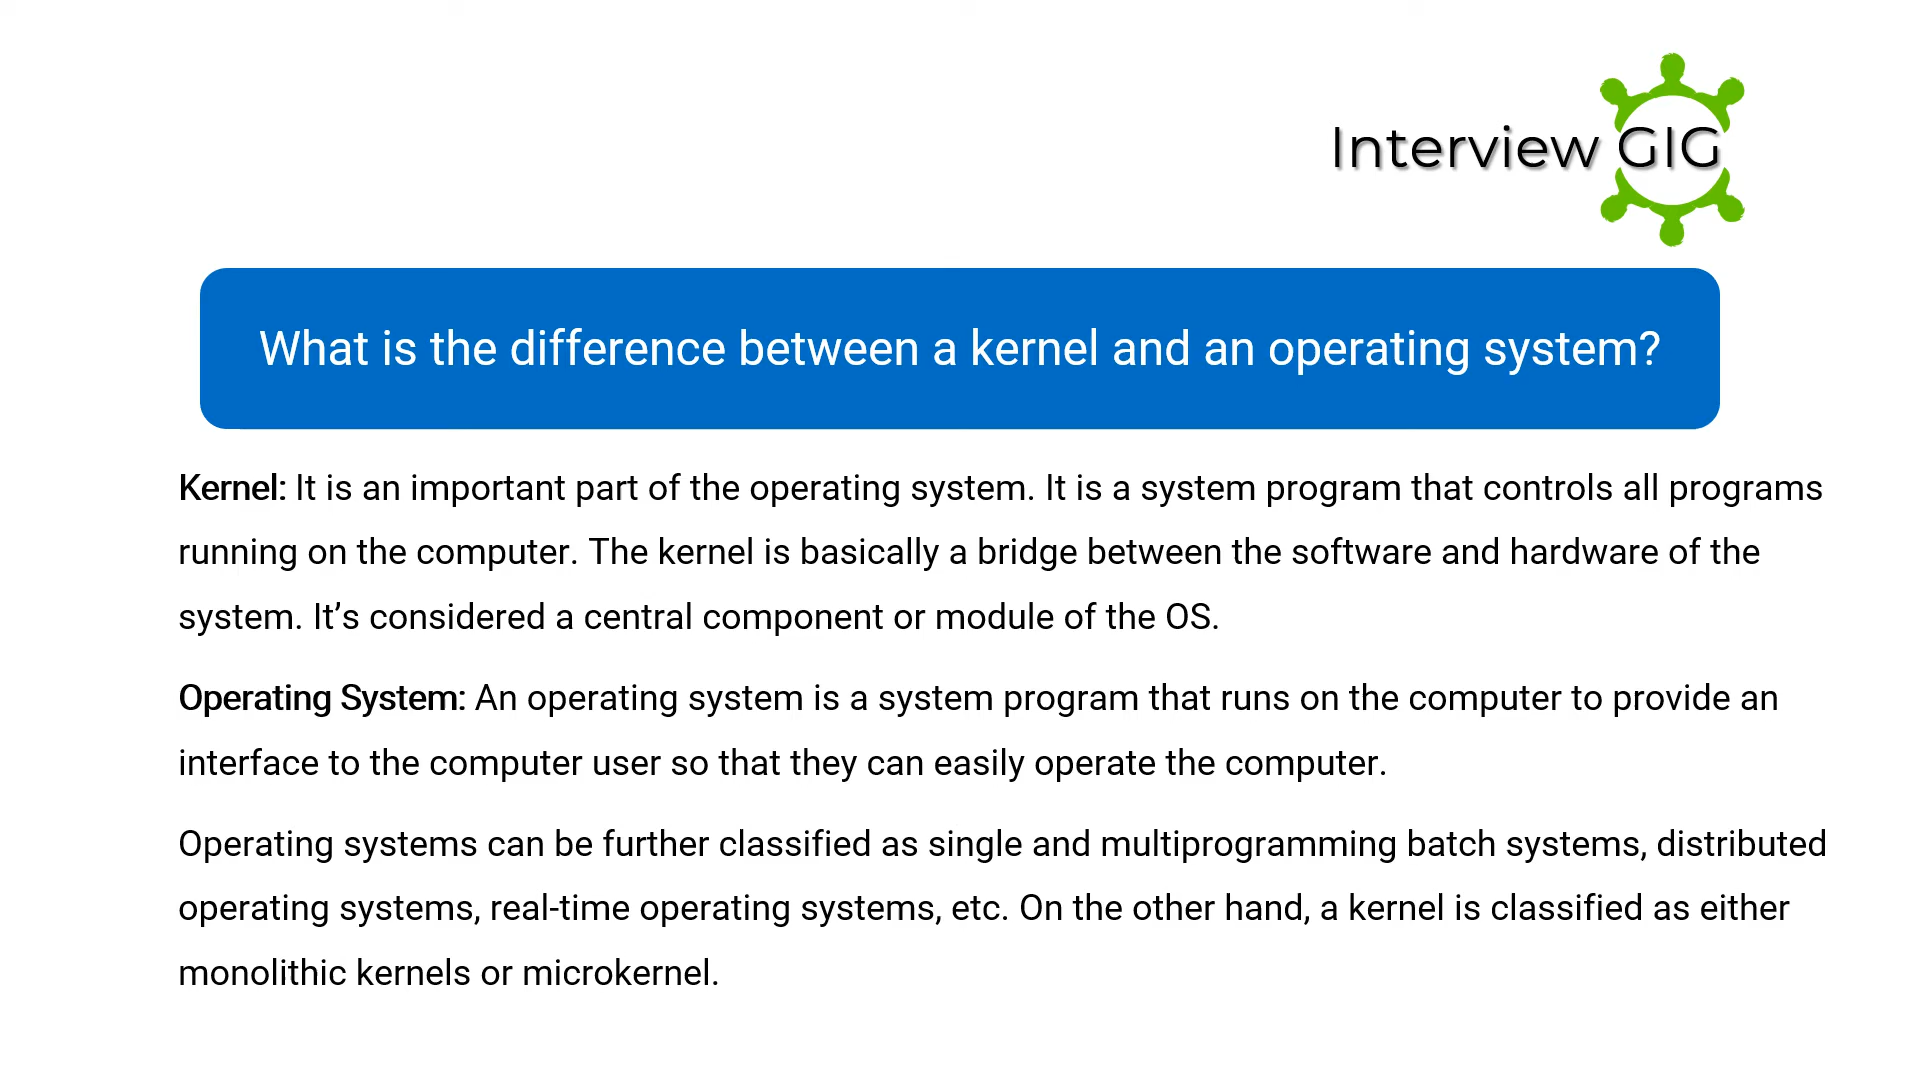 Interview GIG
What is the difference between a kernel and an operating system?
Kernel: It is an important part of the operating system. It is a system program that controls all programs
running on the computer. The kernel is basically a bridge between the software and hardware of the
system. It’s considered a central component or module of the OS.
Operating System: An operating system is a system program that runs on the computer to provide an
interface to the computer user so that they can easily operate the computer.
Operating systems can be further classified as single and multiprogramming batch systems, distributed
operating systems, real-time operating systems, etc. On the other hand, a kernel is classified as either
monolithic kernels or microkernel.